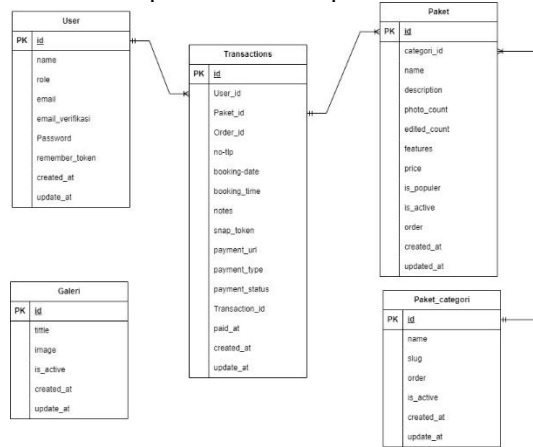 User
PK id
name
role
email
email_verifikasi
Password
remember_token
created_at
update_at
Transactions
PK id
User_id
Paket_id
Order_id
no-tlp
booking-date
booking_time
notes
snap_token
payment_url
payment_type
payment_status
Transaction_id
paid_at
created_at
update_at
Paket
PK id
categori_id
name
description
photo_count
edited_count
features
price
is_populer
is_active
order
created_at
updated_at
Galeri
PK id
tittle
image
is_active
created_at
update_at
Paket_categori
PK id
name
slug
order
is_active
created_at
update_at